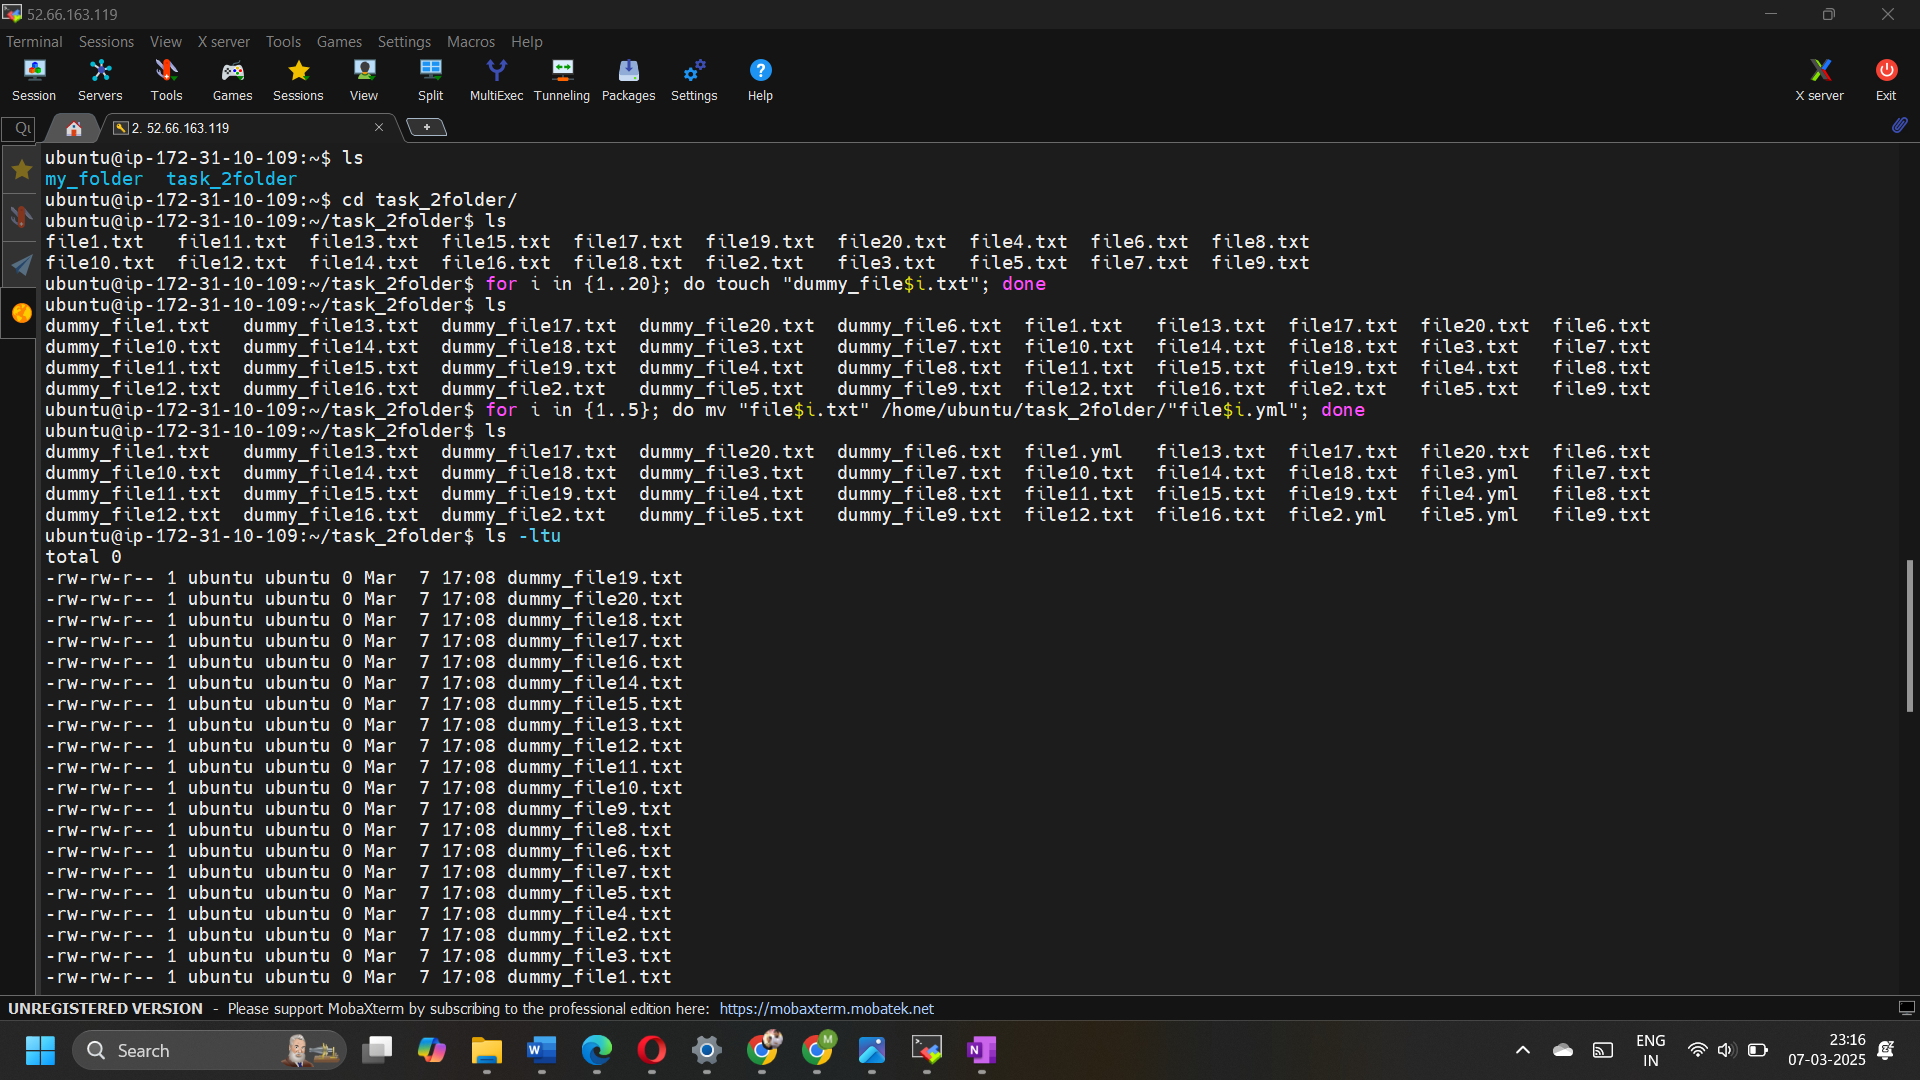 52.66.163.119
Terminal Sessions View X server Tools Games Settings Macros Help
Session Servers Tools Games Sessions View Split MultiExec Tunneling Packages Settings Help X server Exit
2. 52.66.163.119
ubuntu@ip-172-31-10-109:~$ ls
my_folder  task_2folder
ubuntu@ip-172-31-10-109:~$ cd task_2folder/
ubuntu@ip-172-31-10-109:~/task_2folder$ ls
file1.txt   file11.txt  file13.txt  file15.txt  file17.txt  file19.txt  file20.txt  file4.txt  file6.txt  file8.txt
file10.txt  file12.txt  file14.txt  file16.txt  file18.txt  file2.txt   file3.txt   file5.txt  file7.txt  file9.txt
ubuntu@ip-172-31-10-109:~/task_2folder$ for i in {1..20}; do touch "dummy_file$i.txt"; done
ubuntu@ip-172-31-10-109:~/task_2folder$ ls
dummy_file1.txt   dummy_file13.txt  dummy_file17.txt  dummy_file20.txt  dummy_file6.txt  file1.txt   file13.txt  file17.txt  file20.txt  file6.txt
dummy_file10.txt  dummy_file14.txt  dummy_file18.txt  dummy_file3.txt   dummy_file7.txt  file10.txt  file14.txt  file18.txt  file3.txt   file7.txt
dummy_file11.txt  dummy_file15.txt  dummy_file19.txt  dummy_file4.txt   dummy_file8.txt  file11.txt  file15.txt  file19.txt  file4.txt   file8.txt
dummy_file12.txt  dummy_file16.txt  dummy_file2.txt   dummy_file5.txt   dummy_file9.txt  file12.txt  file16.txt  file2.txt   file5.txt   file9.txt
ubuntu@ip-172-31-10-109:~/task_2folder$ for i in {1..5}; do mv "file$i.txt" /home/ubuntu/task_2folder/"file$i.yml"; done
ubuntu@ip-172-31-10-109:~/task_2folder$ ls
dummy_file1.txt   dummy_file13.txt  dummy_file17.txt  dummy_file20.txt  dummy_file6.txt  file1.yml   file13.txt  file17.txt  file20.txt  file6.txt
dummy_file10.txt  dummy_file14.txt  dummy_file18.txt  dummy_file3.txt   dummy_file7.txt  file10.txt  file14.txt  file18.txt  file3.yml   file7.txt
dummy_file11.txt  dummy_file15.txt  dummy_file19.txt  dummy_file4.txt   dummy_file8.txt  file11.txt  file15.txt  file19.txt  file4.yml   file8.txt
dummy_file12.txt  dummy_file16.txt  dummy_file2.txt   dummy_file5.txt   dummy_file9.txt  file12.txt  file16.txt  file2.yml   file5.yml   file9.txt
ubuntu@ip-172-31-10-109:~/task_2folder$ ls -ltu
total 0
-rw-rw-r-- 1 ubuntu ubuntu 0 Mar  7 17:08 dummy_file19.txt
-rw-rw-r-- 1 ubuntu ubuntu 0 Mar  7 17:08 dummy_file20.txt
-rw-rw-r-- 1 ubuntu ubuntu 0 Mar  7 17:08 dummy_file18.txt
-rw-rw-r-- 1 ubuntu ubuntu 0 Mar  7 17:08 dummy_file17.txt
-rw-rw-r-- 1 ubuntu ubuntu 0 Mar  7 17:08 dummy_file16.txt
-rw-rw-r-- 1 ubuntu ubuntu 0 Mar  7 17:08 dummy_file14.txt
-rw-rw-r-- 1 ubuntu ubuntu 0 Mar  7 17:08 dummy_file15.txt
-rw-rw-r-- 1 ubuntu ubuntu 0 Mar  7 17:08 dummy_file13.txt
-rw-rw-r-- 1 ubuntu ubuntu 0 Mar  7 17:08 dummy_file12.txt
-rw-rw-r-- 1 ubuntu ubuntu 0 Mar  7 17:08 dummy_file11.txt
-rw-rw-r-- 1 ubuntu ubuntu 0 Mar  7 17:08 dummy_file10.txt
-rw-rw-r-- 1 ubuntu ubuntu 0 Mar  7 17:08 dummy_file9.txt
-rw-rw-r-- 1 ubuntu ubuntu 0 Mar  7 17:08 dummy_file8.txt
-rw-rw-r-- 1 ubuntu ubuntu 0 Mar  7 17:08 dummy_file6.txt
-rw-rw-r-- 1 ubuntu ubuntu 0 Mar  7 17:08 dummy_file7.txt
-rw-rw-r-- 1 ubuntu ubuntu 0 Mar  7 17:08 dummy_file5.txt
-rw-rw-r-- 1 ubuntu ubuntu 0 Mar  7 17:08 dummy_file4.txt
-rw-rw-r-- 1 ubuntu ubuntu 0 Mar  7 17:08 dummy_file2.txt
-rw-rw-r-- 1 ubuntu ubuntu 0 Mar  7 17:08 dummy_file3.txt
-rw-rw-r-- 1 ubuntu ubuntu 0 Mar  7 17:08 dummy_file1.txt
UNREGISTERED VERSION - Please support MobaXterm by subscribing to the professional edition here: https://mobaxterm.mobatek.net
Search
ENG
IN
23:16
07-03-2025